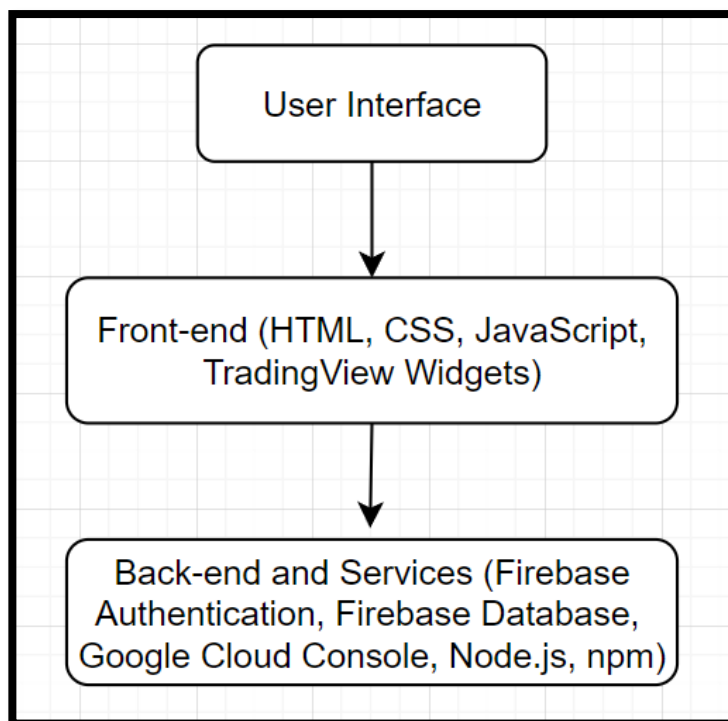 User Interface
Front-end (HTML, CSS, JavaScript,
TradingView Widgets)
Back-end and Services (Firebase
Authentication, Firebase Database,
Google Cloud Console, Node.js, npm)